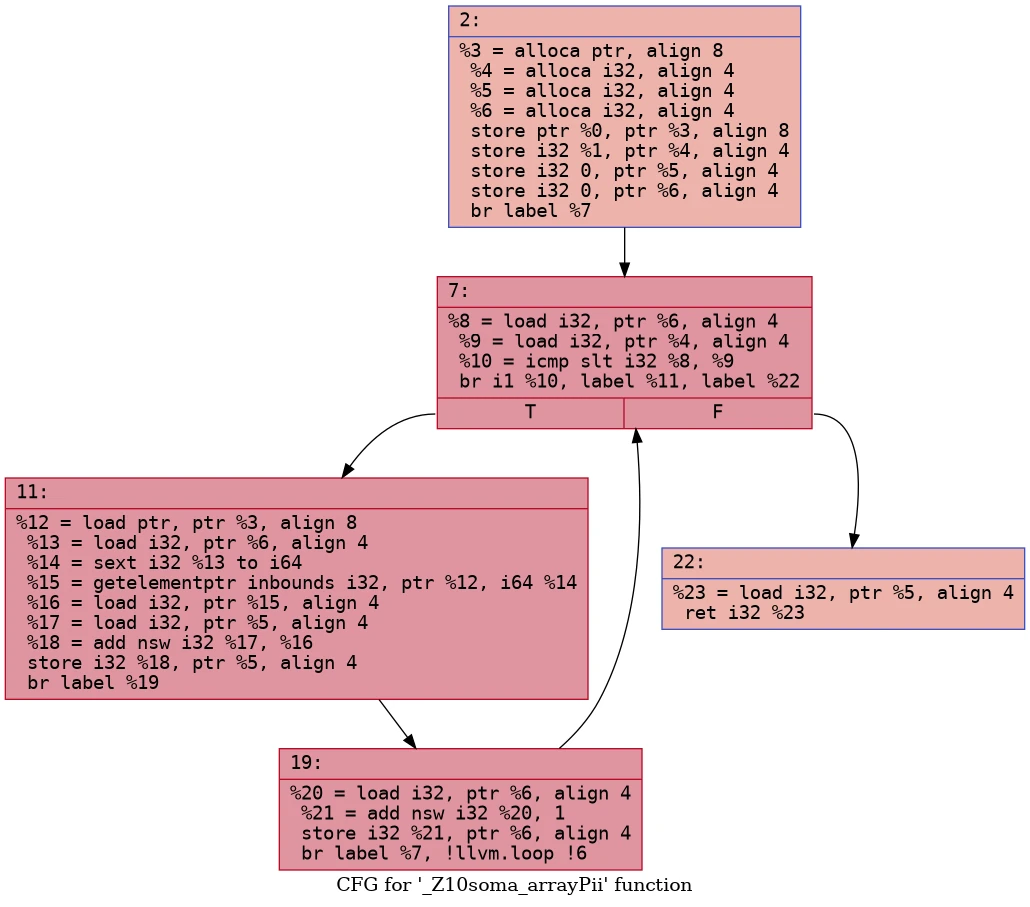 2:
%3 = alloca ptr, align 8
%4 = alloca i32, align 4
%5 = alloca i32, align 4
%6 = alloca i32, align 4
store ptr %0, ptr %3, align 8
store i32 %1, ptr %4, align 4
store i32 0, ptr %5, align 4
store i32 0, ptr %6, align 4
br label %7
7:
%8 = load i32, ptr %6, align 4
%9 = load i32, ptr %4, align 4
%10 = icmp slt i32 %8, %9
br i1 %10, label %11, label %22
T F
11:
%12 = load ptr, ptr %3, align 8
%13 = load i32, ptr %6, align 4
%14 = sext i32 %13 to i64
%15 = getelementptr inbounds i32, ptr %12, i64 %14
%16 = load i32, ptr %15, align 4
%17 = load i32, ptr %5, align 4
%18 = add nsw i32 %17, %16
store i32 %18, ptr %5, align 4
br label %19
22:
%23 = load i32, ptr %5, align 4
ret i32 %23
19:
%20 = load i32, ptr %6, align 4
%21 = add nsw i32 %20, 1
store i32 %21, ptr %6, align 4
br label %7, !llvm.loop !6
CFG for '_Z10soma_arrayPii' function